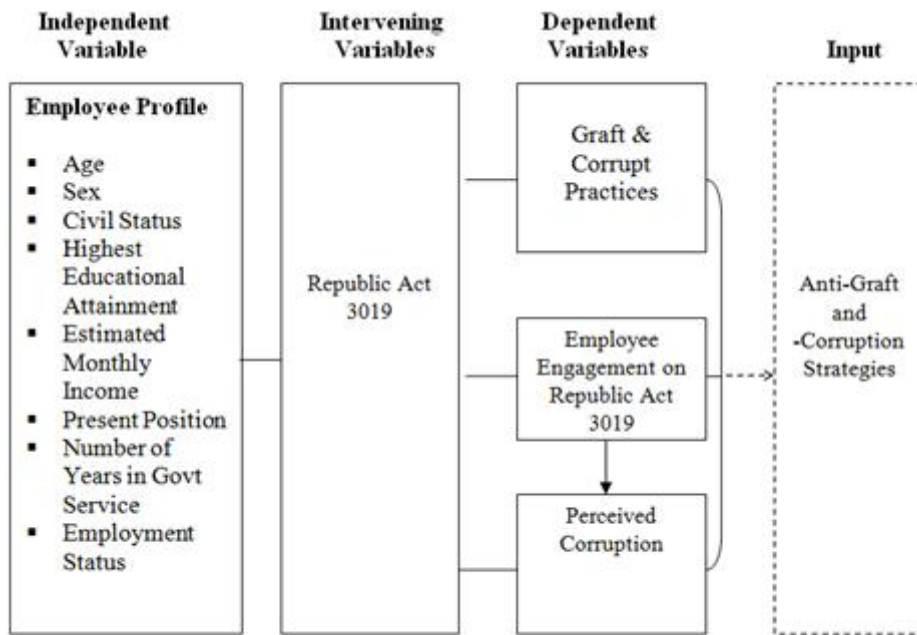 Independent
Variable
Intervening
Variables
Dependent
Variables
Input
Employee Profile
▪ Age
▪ Sex
▪ Civil Status
▪ Highest
Educational
Attainment
▪ Estimated
Monthly
Income
▪ Present Position
▪ Number of
Years in Govt
Service
▪ Employment
Status
Republic Act
3019
Graft &
Corrupt
Practices
Employee
Engagement on
Republic Act
3019
Perceived
Corruption
Anti-Graft
and
-Corruption
Strategies